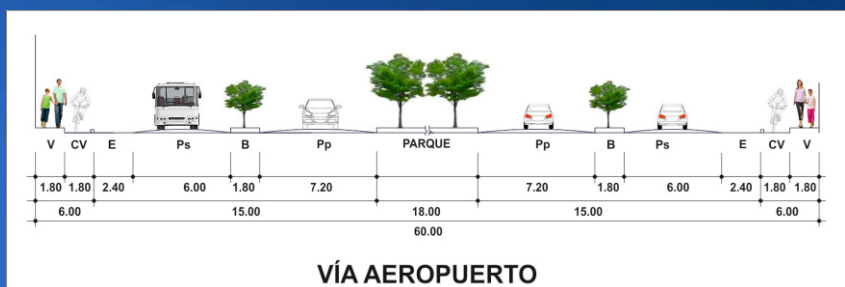 V CV E Ps B Pp PARQUE Pp B Ps E CV V
1.80 1.80 2.40 6.00 1.80 7.20 7.20 1.80 6.00 2.40 1.80 1.80
6.00 15.00 18.00 15.00 6.00
60.00
VÍA AEROPUERTO